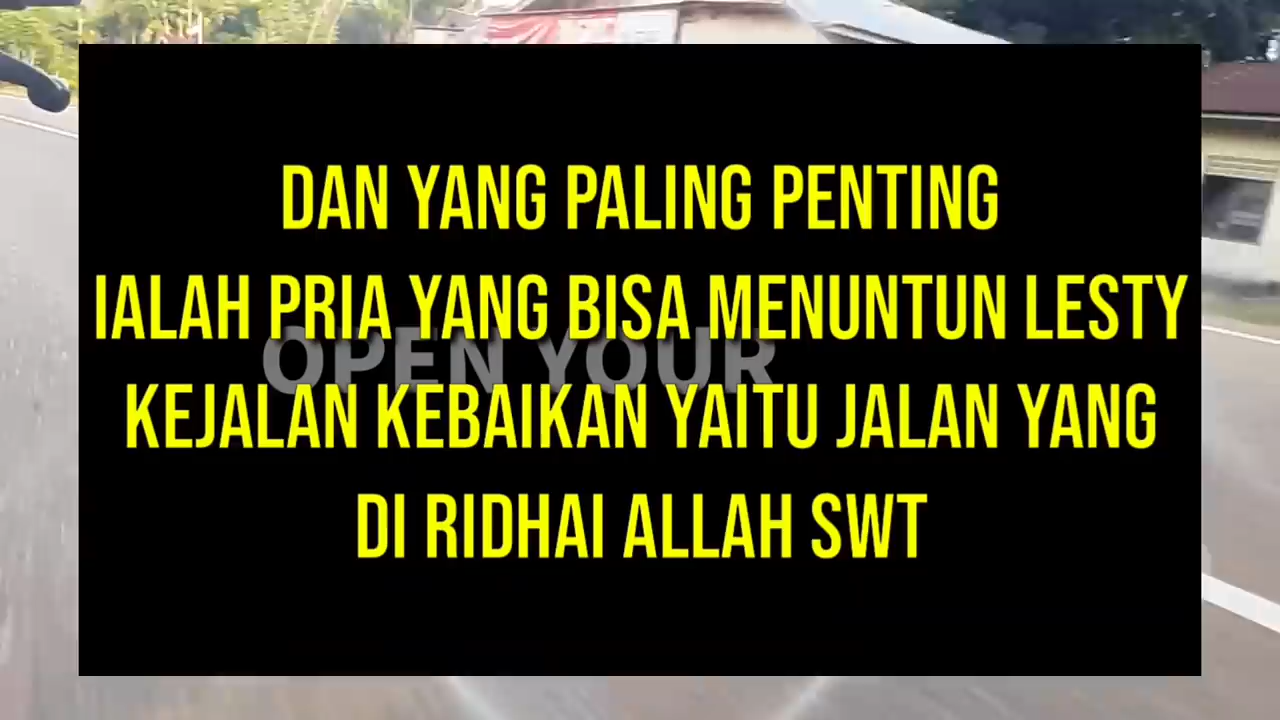 DAN YANG PALING PENTING
IALAH PRIA YANG BISA MENUNTUN LESTY
OPEN YOUR
KEJALAN KEBAIKAN YAITU JALAN YANG
DI RIDHAI ALLAH SWT